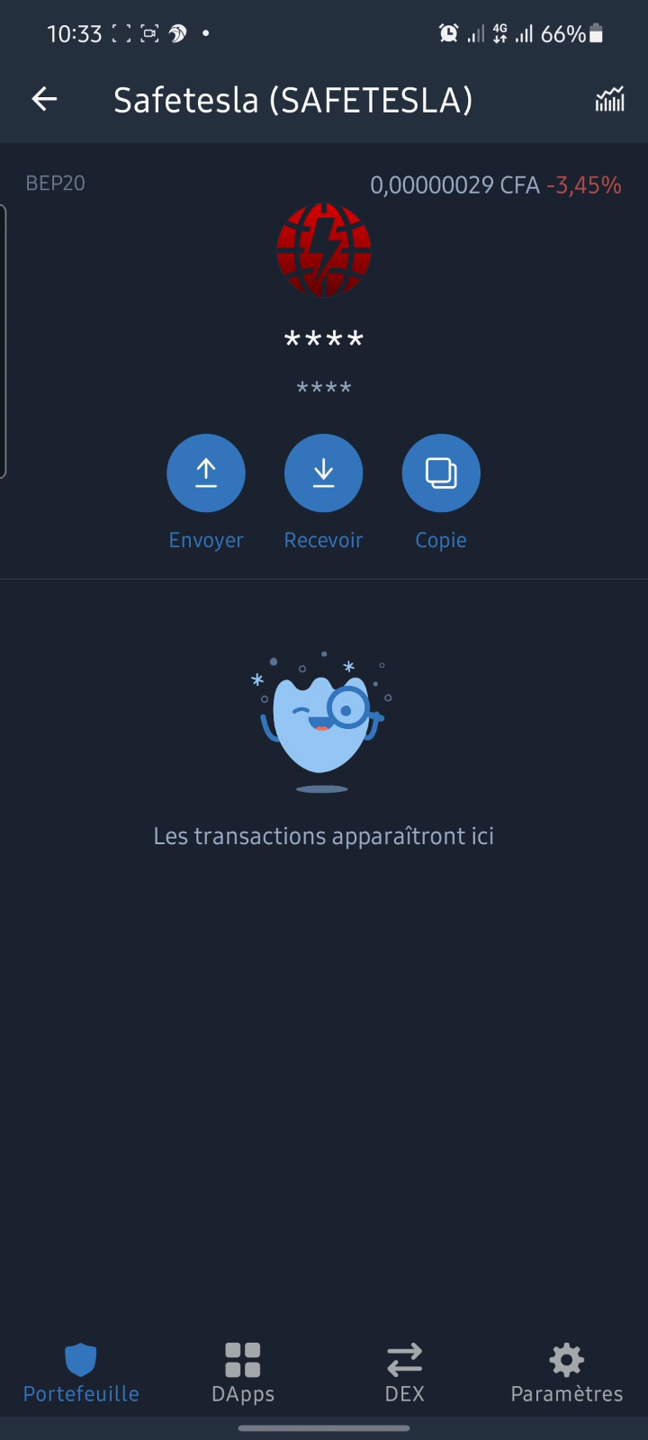 10:33 4G 66%
Safetesla (SAFETESLA)
BEP20 0,00000029 CFA -3,45%
****
****
Envoyer Recevoir Copie
Les transactions apparaîtront ici
Portefeuille DApps DEX Paramètres